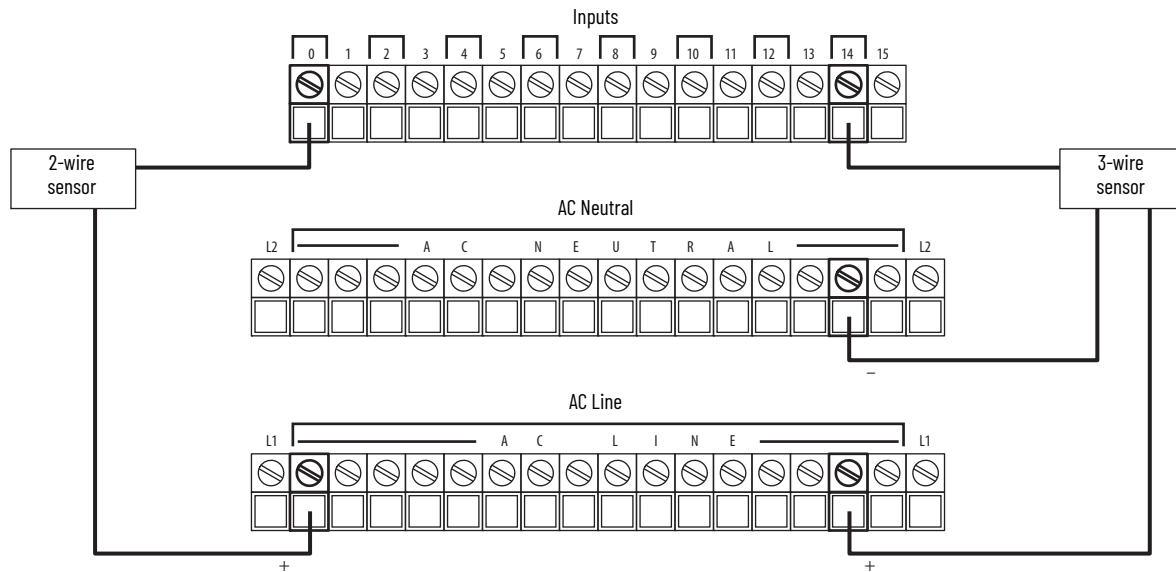 Inputs
0 1 2 3 4 5 6 7 8 9 10 11 12 13 14 15
2-wire
sensor
3-wire
sensor
AC Neutral
L2 A C N E U T R A L L2
–
AC Line
L1 A C L I N E L1
+ +